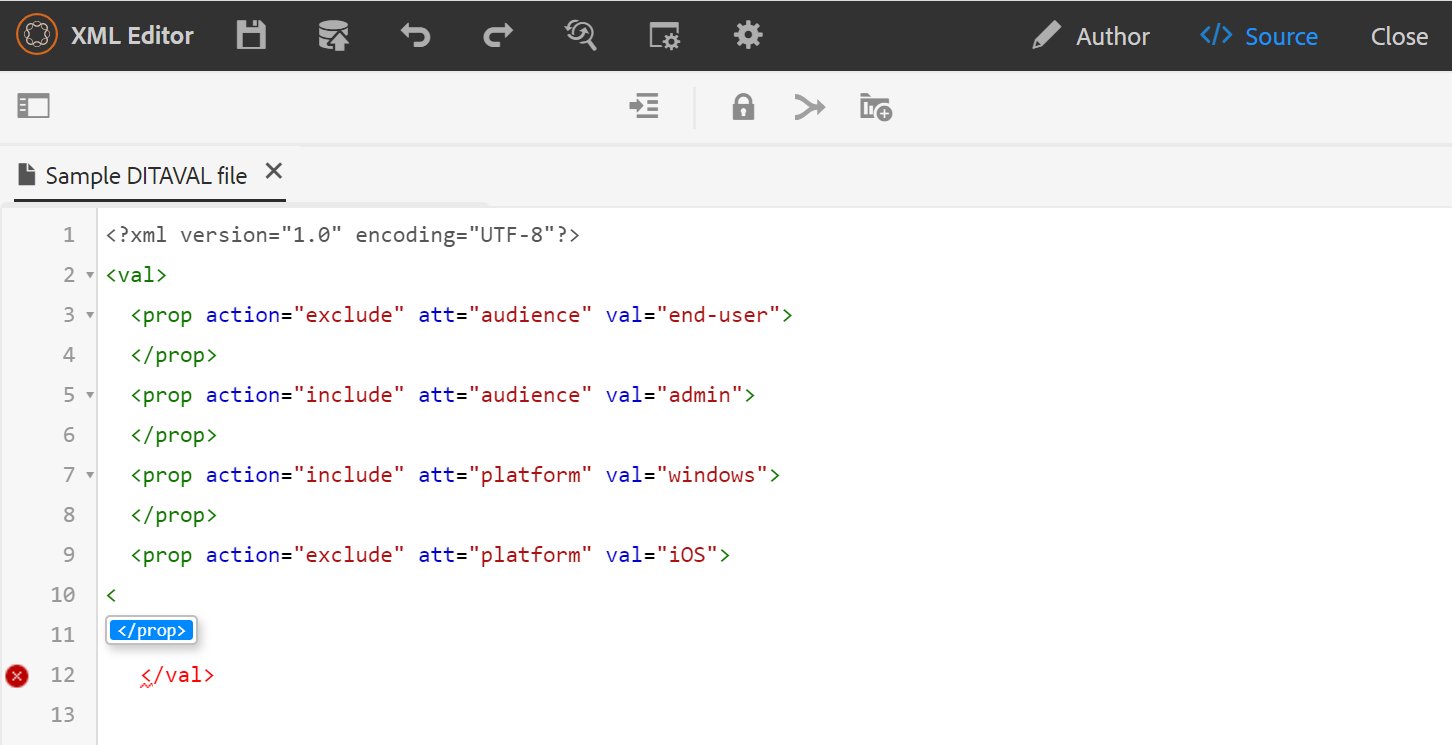 XML Editor Author </> Source Close
Sample DITAVAL file
1 <?xml version="1.0" encoding="UTF-8"?>
2 <val>
3 <prop action="exclude" att="audience" val="end-user">
4 </prop>
5 <prop action="include" att="audience" val="admin">
6 </prop>
7 <prop action="include" att="platform" val="windows">
8 </prop>
9 <prop action="exclude" att="platform" val="iOS">
10 <
11 </prop>
12 </val>
13